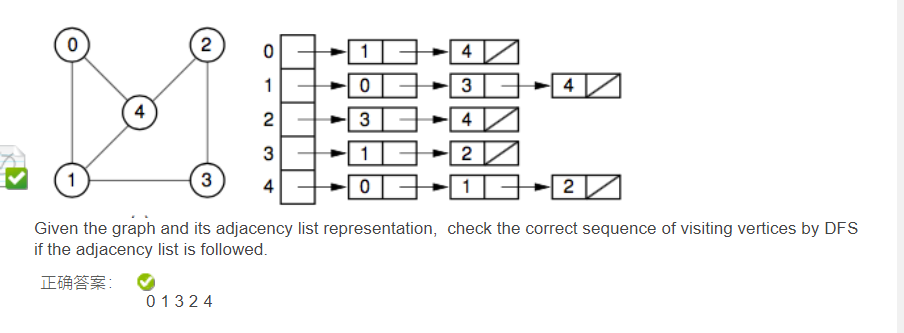 0 2 0 1 4
1 0 3 4
4 2 3 4
3 1 2
1 3 4 0 1 2
Given the graph and its adjacency list representation, check the correct sequence of visiting vertices by DFS
if the adjacency list is followed.
正确答案:
0 1 3 2 4